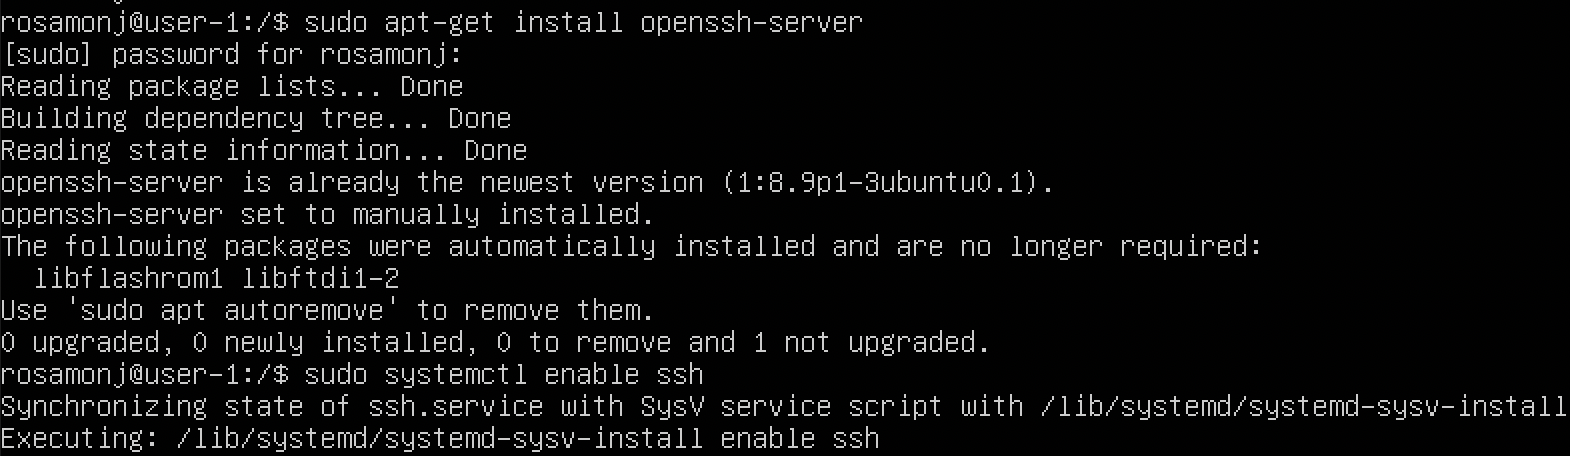 rosamonj@user-1:/$ sudo apt-get install openssh-server
[sudo] password for rosamonj:
Reading package lists... Done
Building dependency tree... Done
Reading state information... Done
openssh-server is already the newest version (1:8.9p1-3ubuntu0.1).
openssh-server set to manually installed.
The following packages were automatically installed and are no longer required:
  libflashrom1 libftdi1-2
Use 'sudo apt autoremove' to remove them.
0 upgraded, 0 newly installed, 0 to remove and 1 not upgraded.
rosamonj@user-1:/$ sudo systemctl enable ssh
Synchronizing state of ssh.service with SysV service script with /lib/systemd/systemd-sysv-install
Executing: /lib/systemd/systemd-sysv-install enable ssh